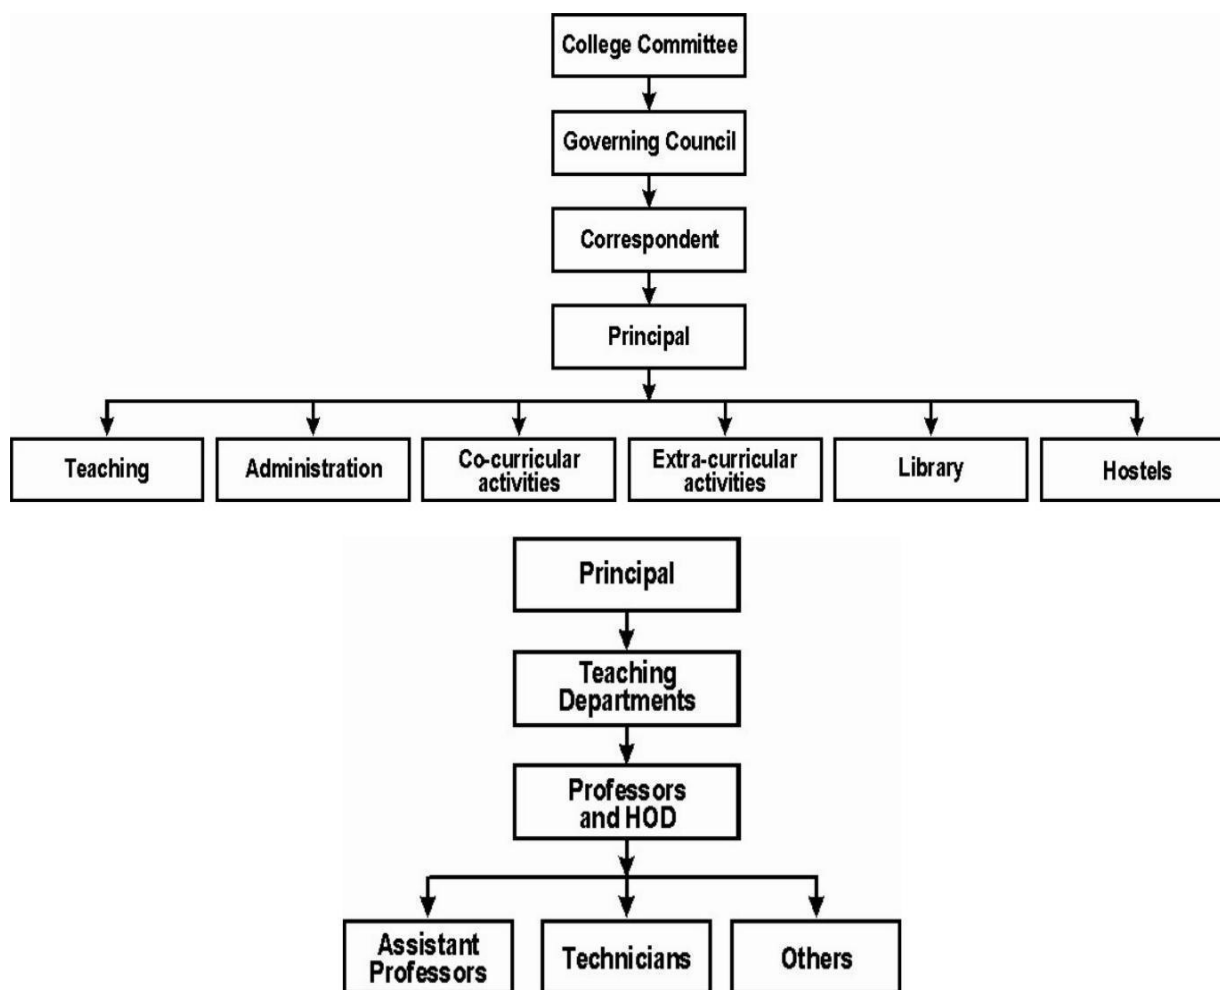 College Committee
Governing Council
Correspondent
Principal
Teaching
Administration
Co-curricular
activities
Extra-curricular
activities
Library
Hostels
Principal
Teaching
Departments
Professors
and HOD
Assistant
Professors
Technicians
Others